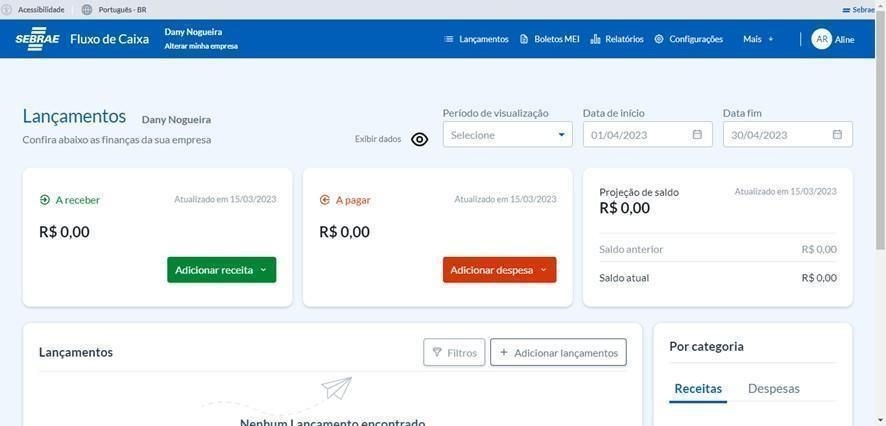 Acessibilidade
Português - BR
Sebrae
SEBRAE
Fluxo de Caixa
Dany Nogueira
Alterar minha empresa
Lançamentos
Boletos MEI
Relatórios
Configurações
Mais
AR
Aline
Lançamentos
Dany Nogueira
Confira abaixo as finanças da sua empresa
Exibir dados
Período de visualização
Selecione
Data de início
01/04/2023
Data fim
30/04/2023
A receber
Atualizado em 15/03/2023
R$ 0,00
Adicionar receita
A pagar
Atualizado em 15/03/2023
R$ 0,00
Adicionar despesa
Projeção de saldo
Atualizado em 15/03/2023
R$ 0,00
Saldo anterior
R$ 0,00
Saldo atual
R$ 0,00
Lançamentos
Filtros
+ Adicionar lançamentos
Nenhum Lançamento encontrado
Por categoria
Receitas
Despesas